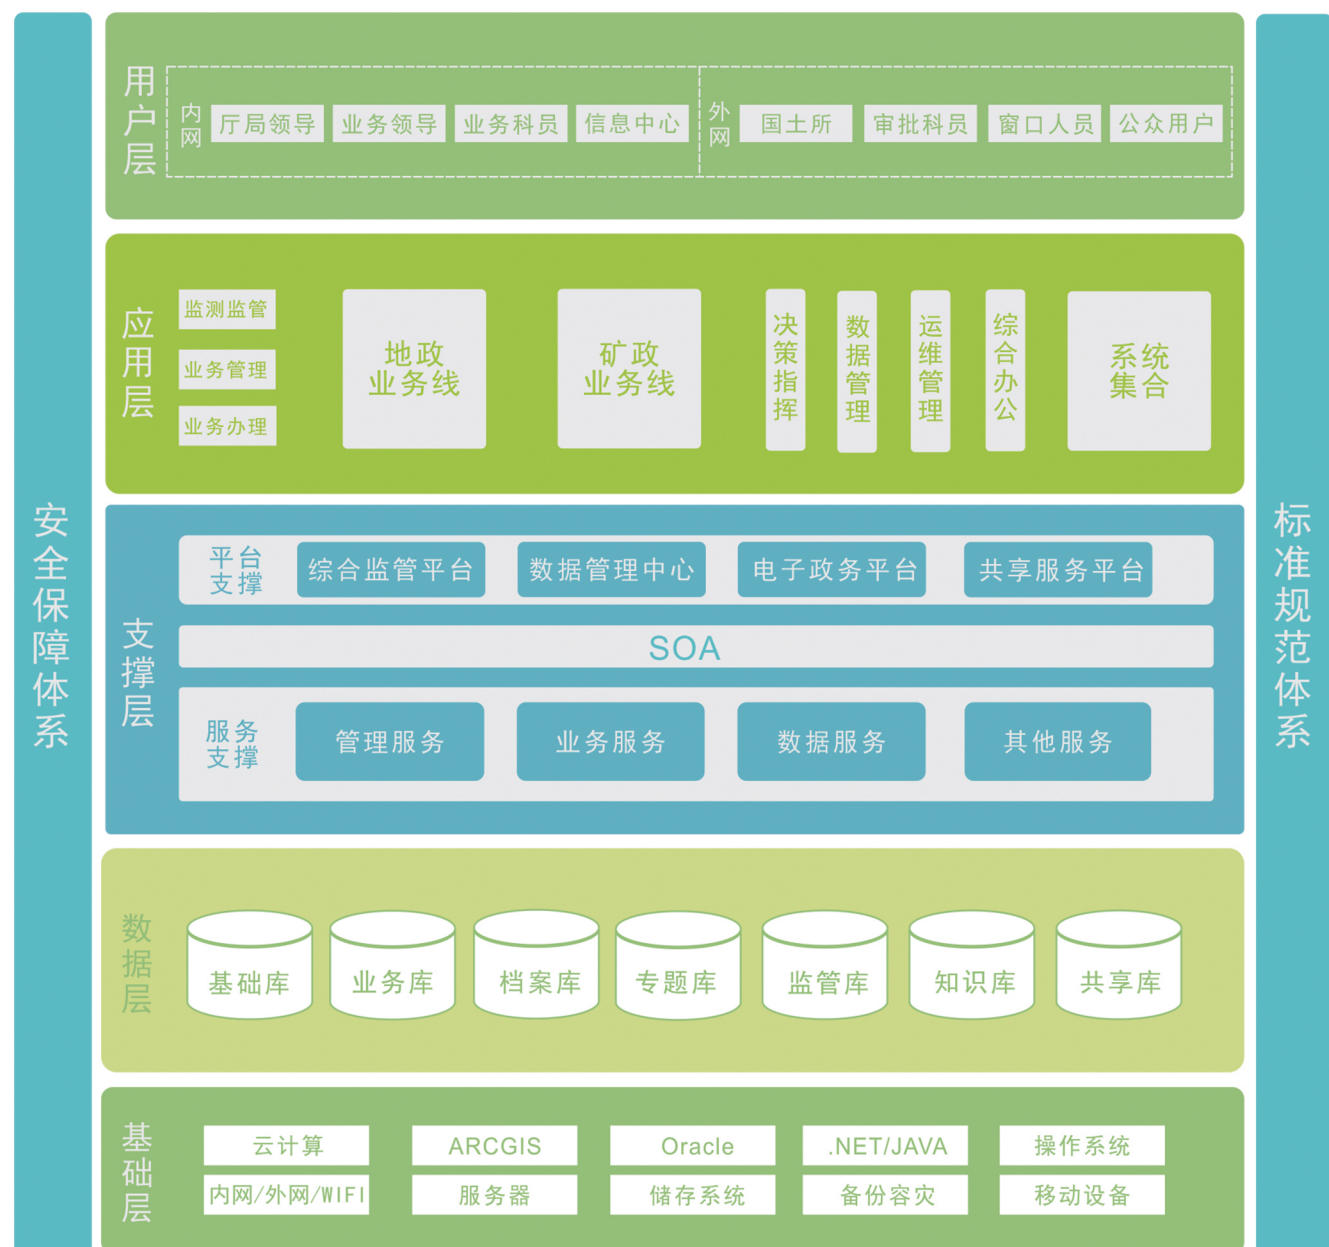 安全保障体系
标准规范体系
用户层
内网
厅局领导
业务领导
业务科员
信息中心
外网
国土所
审批科员
窗口人员
公众用户
应用层
监测监管
业务管理
业务办理
地政
业务线
矿政
业务线
决策指挥
数据管理
运维管理
综合办公
系统
集合
支撑层
平台
支撑
综合监管平台
数据管理中心
电子政务平台
共享服务平台
SOA
服务
支撑
管理服务
业务服务
数据服务
其他服务
数据层
基础库
业务库
档案库
专题库
监管库
知识库
共享库
基础层
云计算
ARCGIS
Oracle
.NET/JAVA
操作系统
内网/外网/WIFI
服务器
储存系统
备份容灾
移动设备